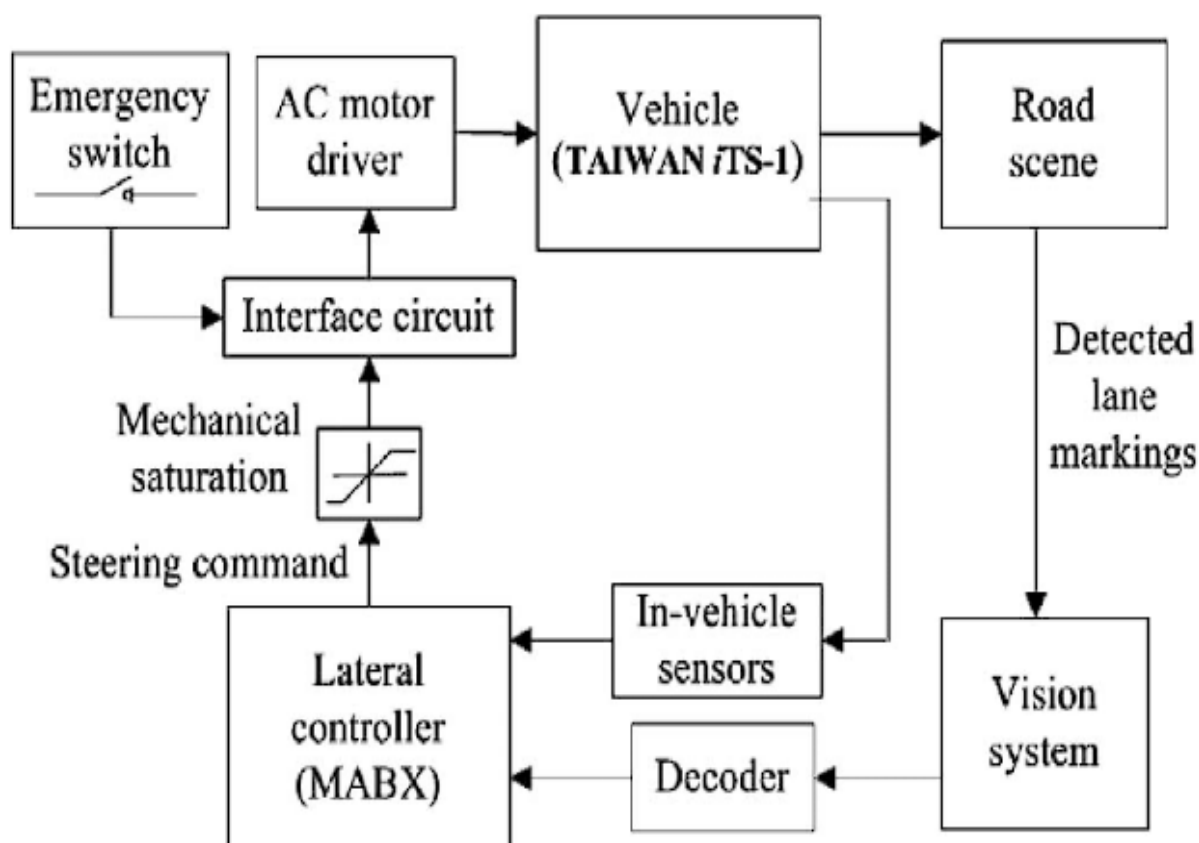 Emergency
switch
AC motor
driver
Vehicle
(TAIWAN iTS-1)
Road
scene
Interface circuit
Detected
lane
markings
Mechanical
saturation
Steering command
In-vehicle
sensors
Lateral
controller
(MABX)
Decoder
Vision
system